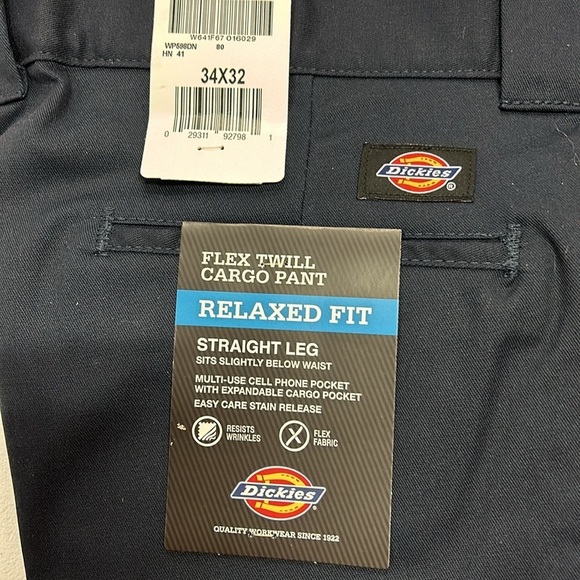 W641F67 016029
WP598DN 80
HN 41
34X32
0 29311 92798 1
Dickies
®
FLEX TWILL
CARGO PANT
RELAXED FIT
STRAIGHT LEG
SITS SLIGHTLY BELOW WAIST
MULTI-USE CELL PHONE POCKET
WITH EXPANDABLE CARGO POCKET
EASY CARE STAIN RELEASE
RESISTS
WRINKLES
FLEX
FABRIC
Dickies
QUALITY WORKWEAR SINCE 1922